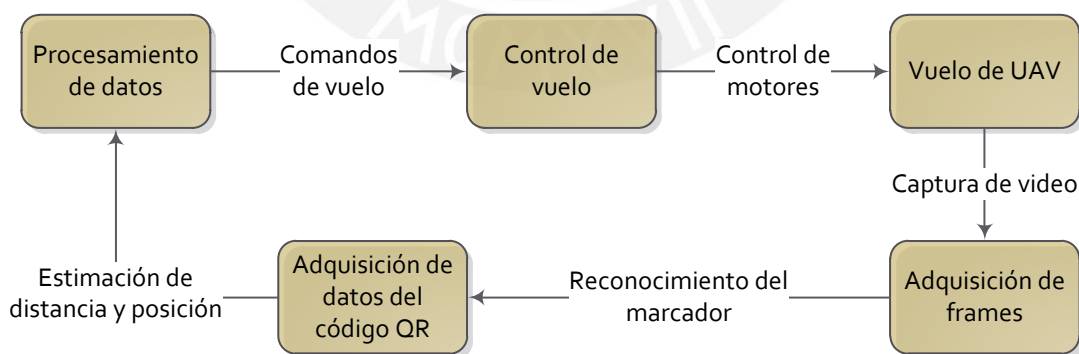 Procesamiento
de datos
Comandos
de vuelo
Control de
vuelo
Control de
motores
Vuelo de UAV
Captura de video
Estimación de
distancia y posición
Adquisición de
datos del
código QR
Reconocimiento del
marcador
Adquisición de
frames